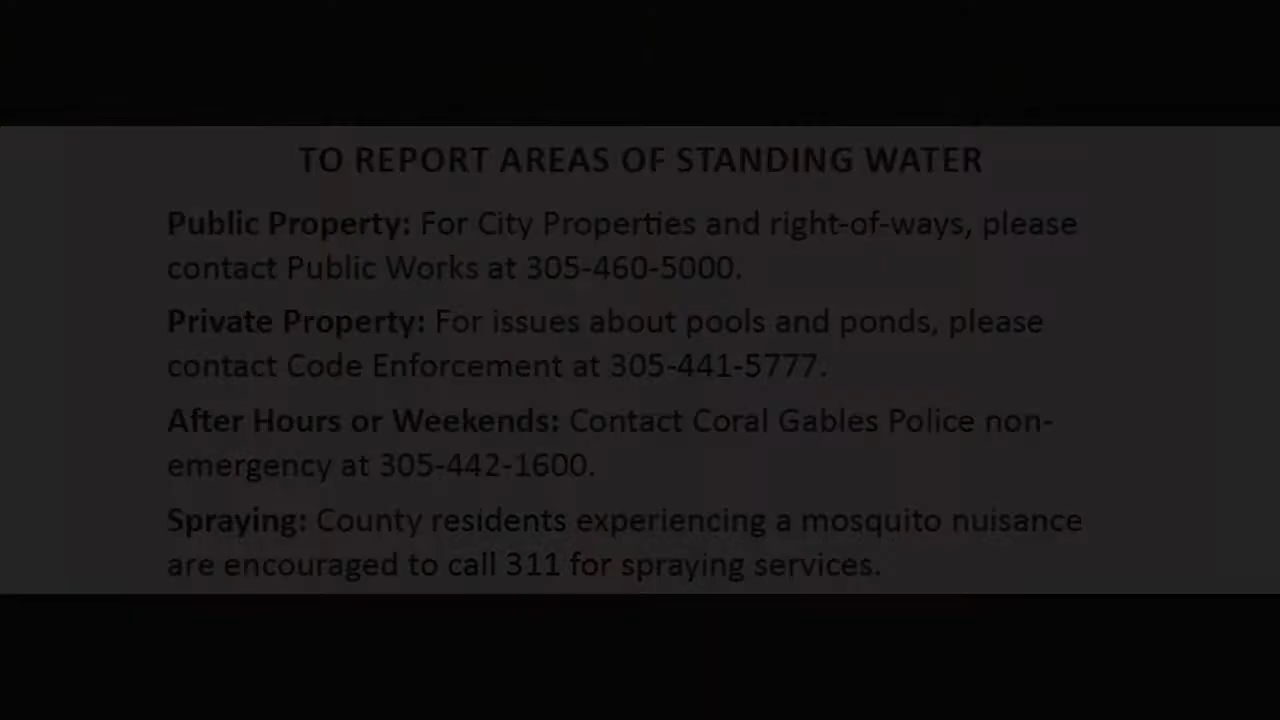 TO REPORT AREAS OF STANDING WATER
Public Property: For City Properties and right-of-ways, please
contact Public Works at 305-460-5000.
Private Property: For issues about pools and ponds, please
contact Code Enforcement at 305-441-5777.
After Hours or Weekends: Contact Coral Gables Police non-
emergency at 305-442-1600.
Spraying: County residents experiencing a mosquito nuisance
are encouraged to call 311 for spraying services.